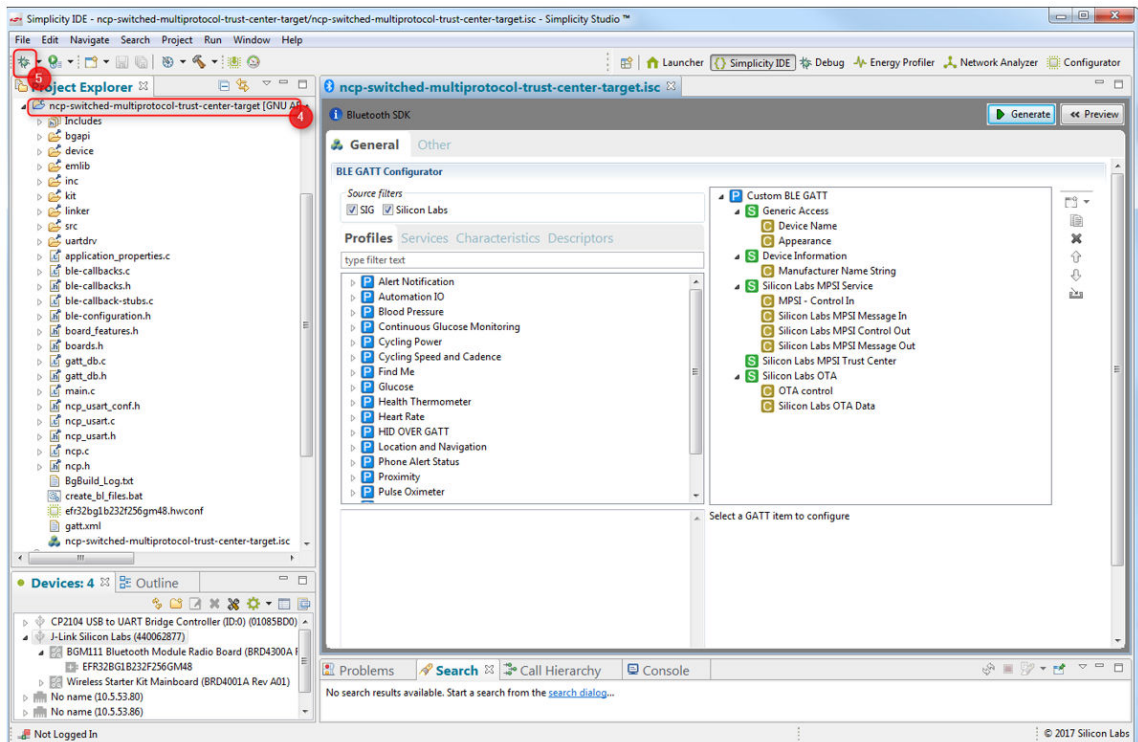 Simplicity IDE - ncp-switched-multiprotocol-trust-center-target/ncp-switched-multiprotocol-trust-center-target.isc - Simplicity Studio ™
File Edit Navigate Search Project Run Window Help
Launcher Simplicity IDE Debug Energy Profiler Network Analyzer Configurator
5
Project Explorer
ncp-switched-multiprotocol-trust-center-target [GNU AR
4
Includes
bgapi
device
emlib
inc
kit
linker
src
uartdrv
application_properties.c
ble-callbacks.c
ble-callbacks.h
ble-callback-stubs.c
ble-configuration.h
board_features.h
boards.h
gatt_db.c
gatt_db.h
main.c
ncp_usart_conf.h
ncp_usart.c
ncp_usart.h
ncp.c
ncp.h
BgBuild_Log.txt
create_bl_files.bat
efr32bg1b232f256gm48.hwconf
gatt.xml
ncp-switched-multiprotocol-trust-center-target.isc
Devices: 4 Outline
CP2104 USB to UART Bridge Controller (ID:0) (01085BD0)
J-Link Silicon Labs (440062877)
BGM111 Bluetooth Module Radio Board (BRD4300A R
EFR32BG1B232F256GM48
Wireless Starter Kit Mainboard (BRD4001A Rev A01)
No name (10.5.53.80)
No name (10.5.53.86)
Not Logged In
ncp-switched-multiprotocol-trust-center-target.isc
Bluetooth SDK
Generate Preview
General Other
BLE GATT Configurator
Source filters
SIG Silicon Labs
Profiles Services Characteristics Descriptors
type filter text
P Alert Notification
P Automation IO
P Blood Pressure
P Continuous Glucose Monitoring
P Cycling Power
P Cycling Speed and Cadence
P Find Me
P Glucose
P Health Thermometer
P Heart Rate
P HID OVER GATT
P Location and Navigation
P Phone Alert Status
P Proximity
P Pulse Oximeter
P Custom BLE GATT
S Generic Access
C Device Name
C Appearance
S Device Information
C Manufacturer Name String
S Silicon Labs MPSI Service
C MPSI - Control In
C Silicon Labs MPSI Message In
C Silicon Labs MPSI Control Out
C Silicon Labs MPSI Message Out
S Silicon Labs MPSI Trust Center
S Silicon Labs OTA
C OTA control
C Silicon Labs OTA Data
Select a GATT item to configure
Problems Search Call Hierarchy Console
No search results available. Start a search from the search dialog...
© 2017 Silicon Labs